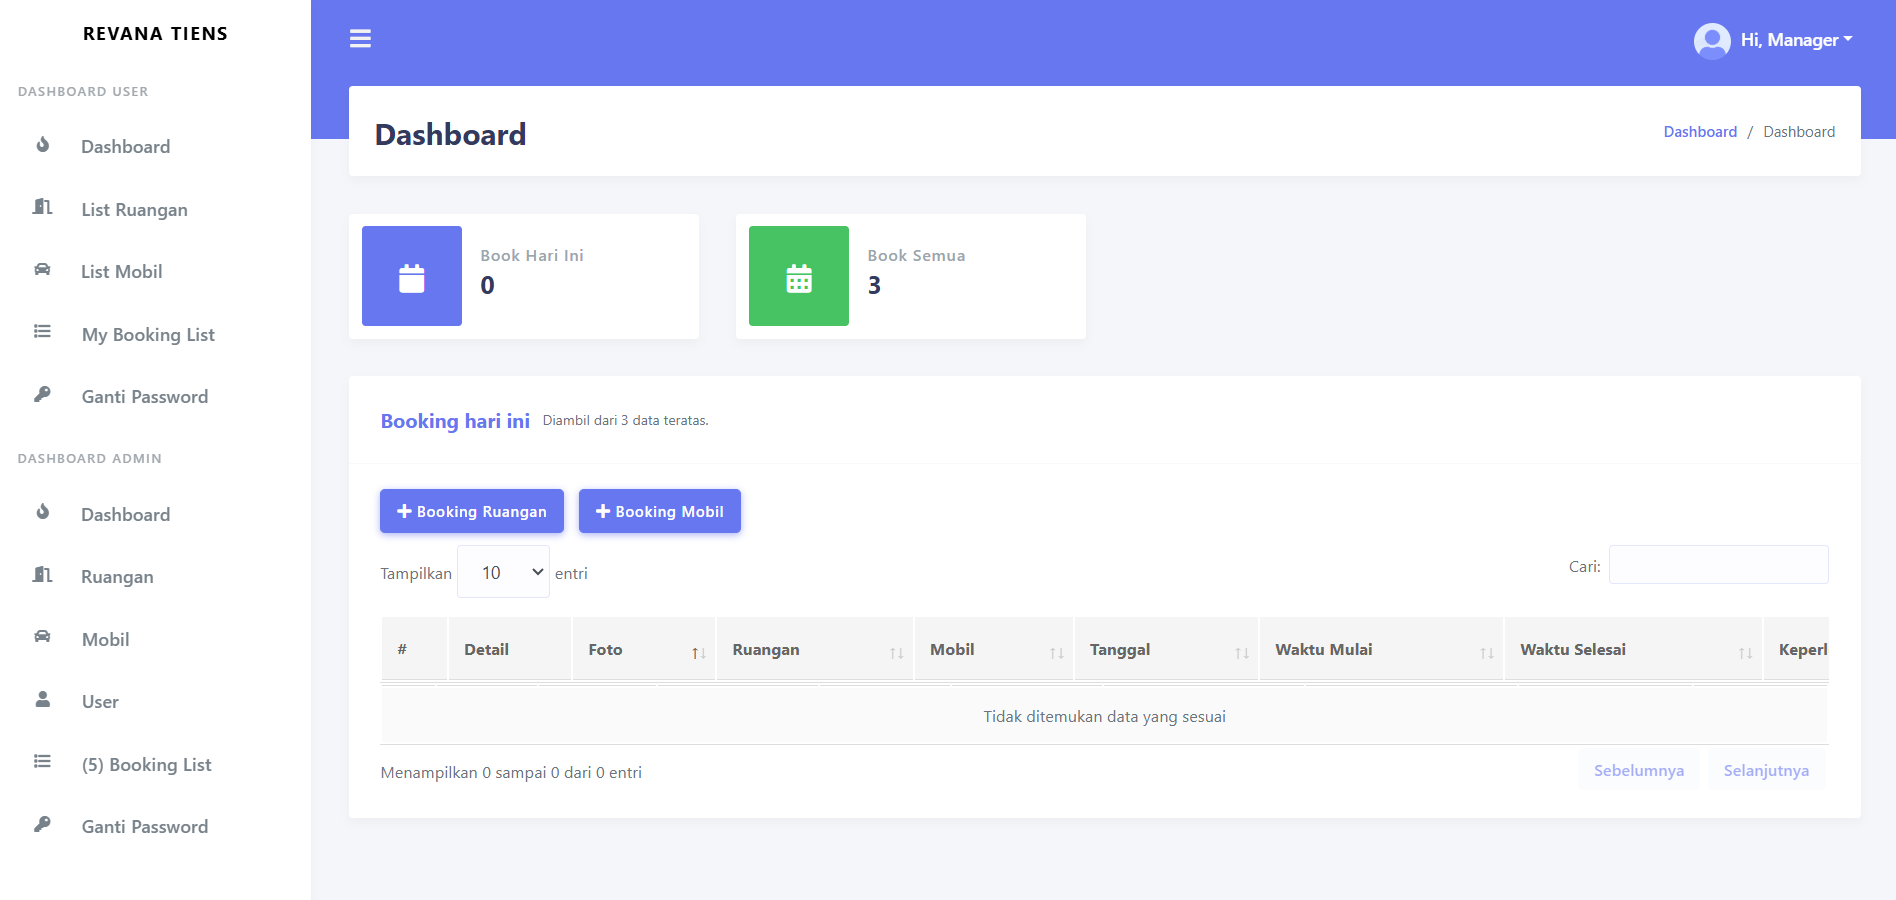 REVANA TIENS
DASHBOARD USER
Dashboard
List Ruangan
List Mobil
My Booking List
Ganti Password
DASHBOARD ADMIN
Dashboard
Ruangan
Mobil
User
(5) Booking List
Ganti Password
Hi, Manager
Dashboard
Dashboard / Dashboard
Book Hari Ini
0
Book Semua
3
Booking hari ini Diambil dari 3 data teratas.
Booking Ruangan Booking Mobil
Tampilkan 10 entri Cari:
# Detail Foto Ruangan Mobil Tanggal Waktu Mulai Waktu Selesai Keperl
Tidak ditemukan data yang sesuai
Menampilkan 0 sampai 0 dari 0 entri Sebelumnya Selanjutnya